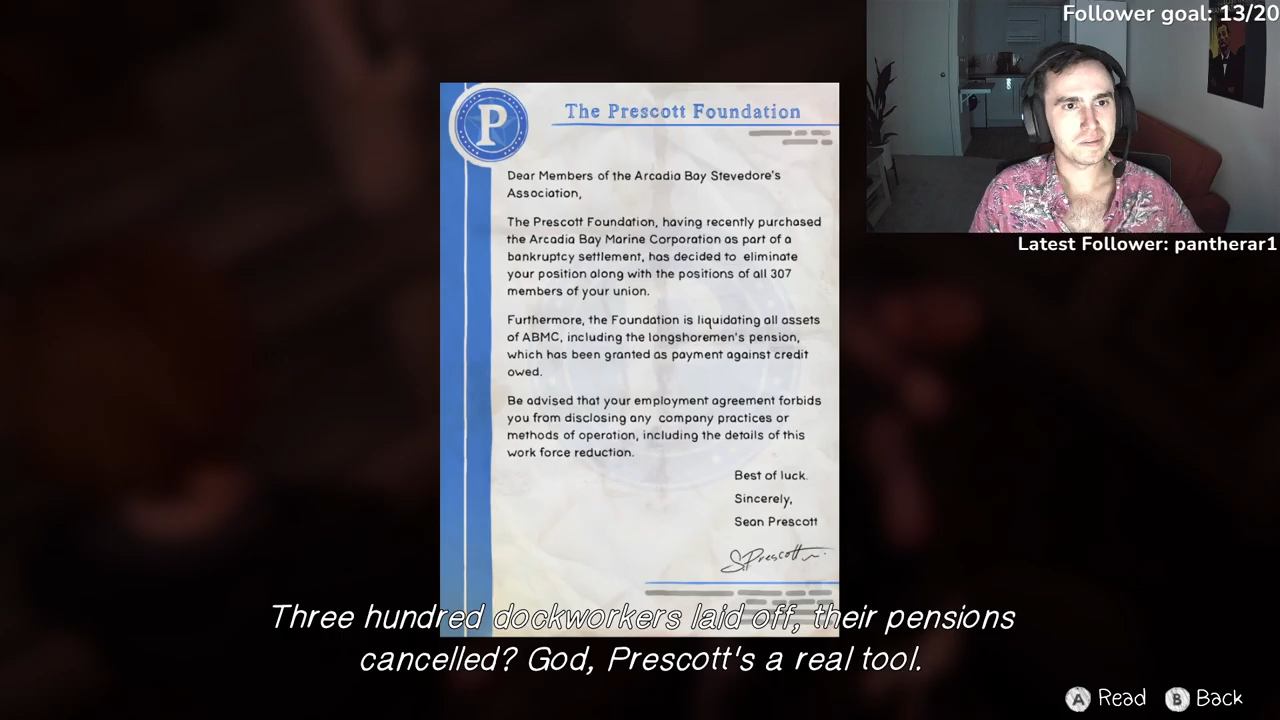 Follower goal: 13/20
Latest Follower: pantherar1
P
The Prescott Foundation
Dear Members of the Arcadia Bay Stevedore's
Association,
The Prescott Foundation, having recently purchased
the Arcadia Bay Marine Corporation as part of a
bankruptcy settlement, has decided to eliminate
your position along with the positions of all 307
members of your union.
Furthermore, the Foundation is liquidating all assets
of ABMC, including the longshoremen's pension,
which has been granted as payment against credit
owed.
Be advised that your employment agreement forbids
you from disclosing any company practices or
methods of operation, including the details of this
work force reduction.
Best of luck.
Sincerely,
Sean Prescott
S.Prescott
Three hundred dockworkers laid off, their pensions
cancelled? God, Prescott's a real tool.
A Read B Back